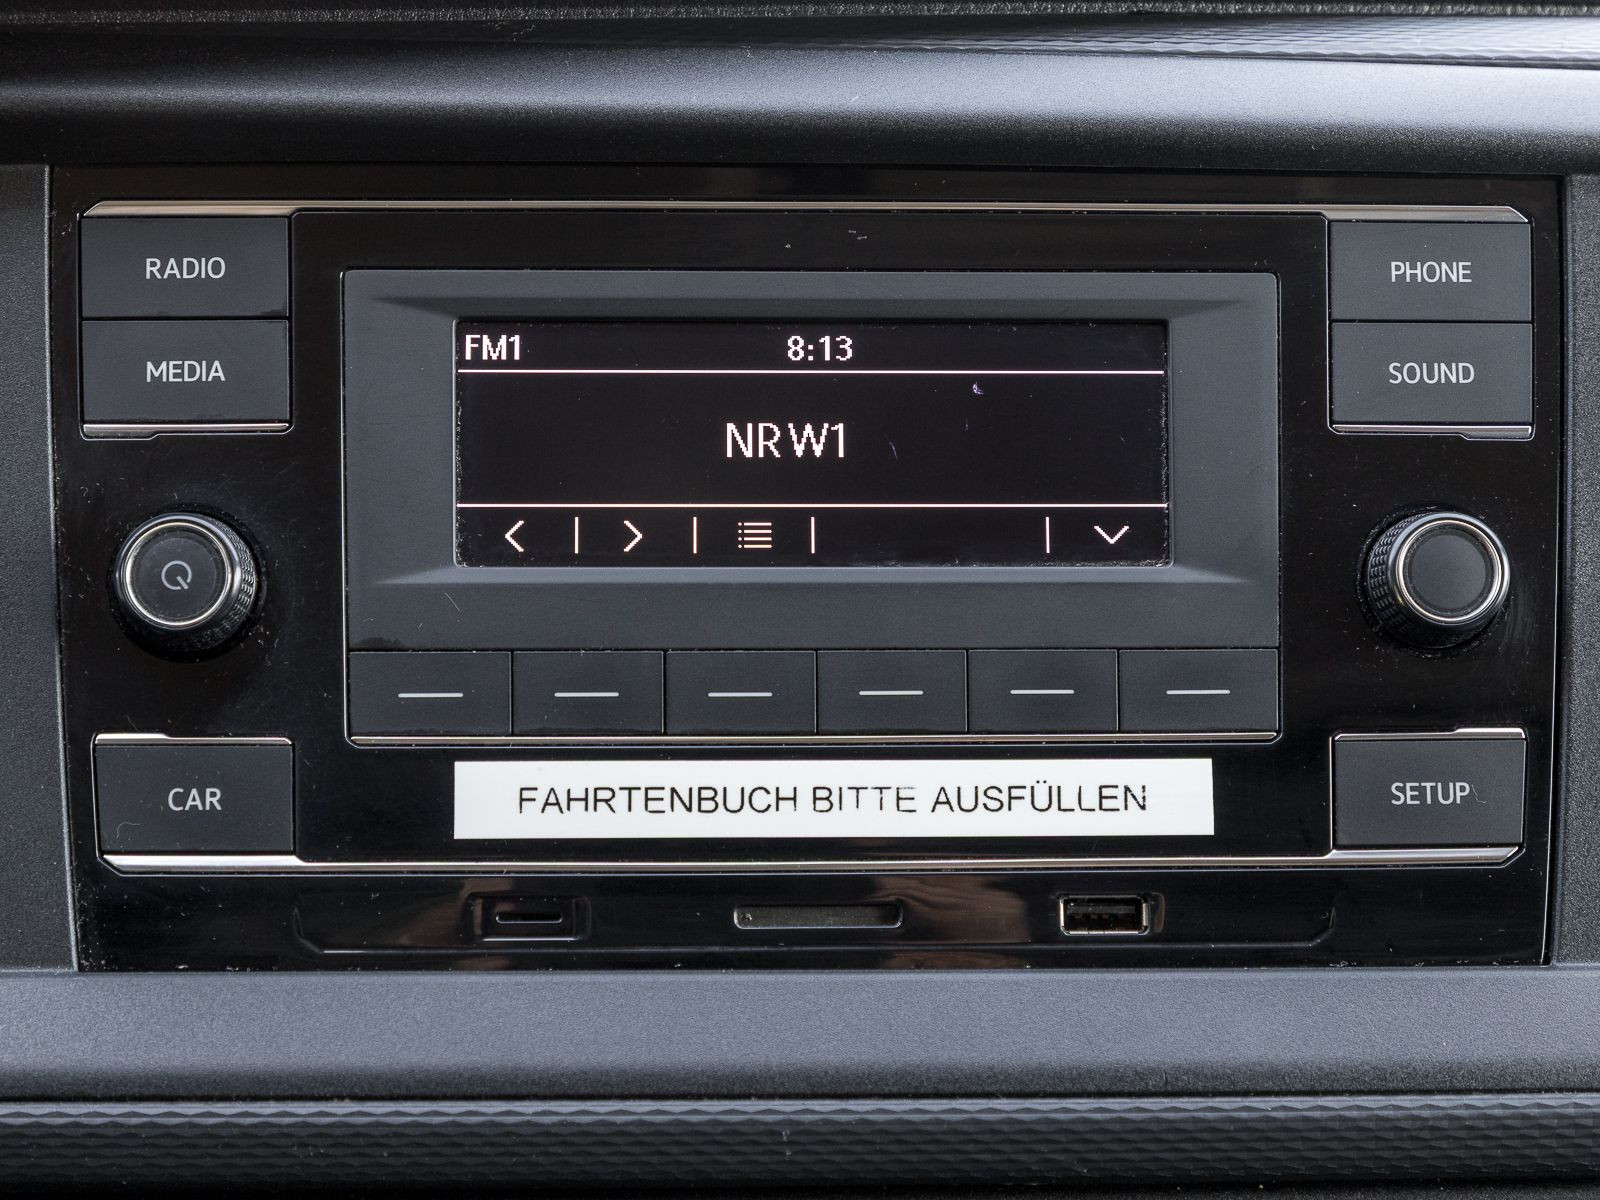 RADIO
MEDIA
PHONE
SOUND
FM1 8:13
NRW1
CAR
SETUP
FAHRTENBUCH BITTE AUSFÜLLEN